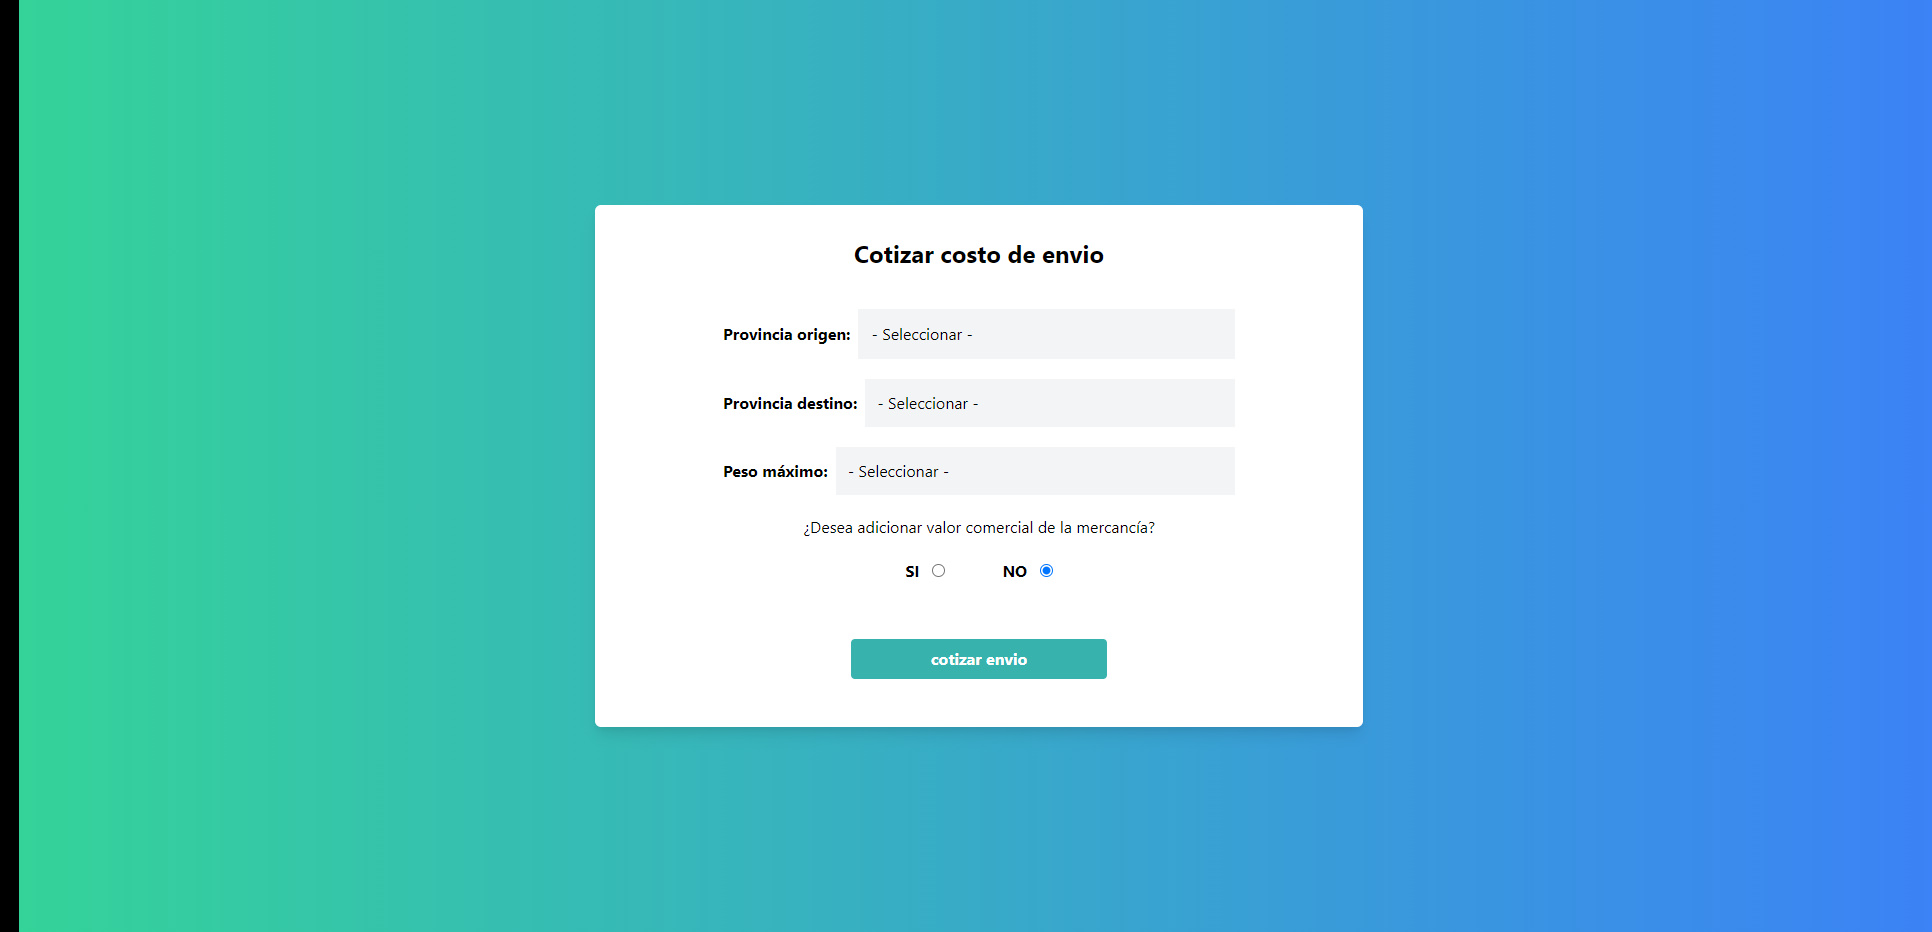 Cotizar costo de envio
Provincia origen: - Seleccionar -
Provincia destino: - Seleccionar -
Peso máximo: - Seleccionar -
¿Desea adicionar valor comercial de la mercancía?
SI NO
cotizar envio